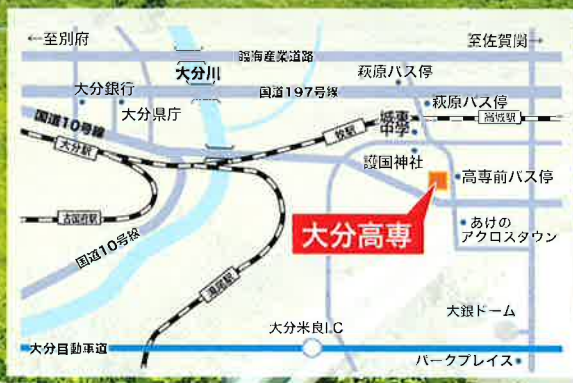 ←至別府
至佐賀関→
臨海産業道路
大分川
萩原バス停
大分銀行
国道197号線
萩原バス停
大分県庁
城東
中学
高城駅
国道10号線
牧駅
大分駅
護国神社
高専前バス停
古国府駅
大分高専
あけの
アクロスタウン
国道10号線
滝尾駅
大銀ドーム
大分米良I.C
大分自動車道
パークプレイス